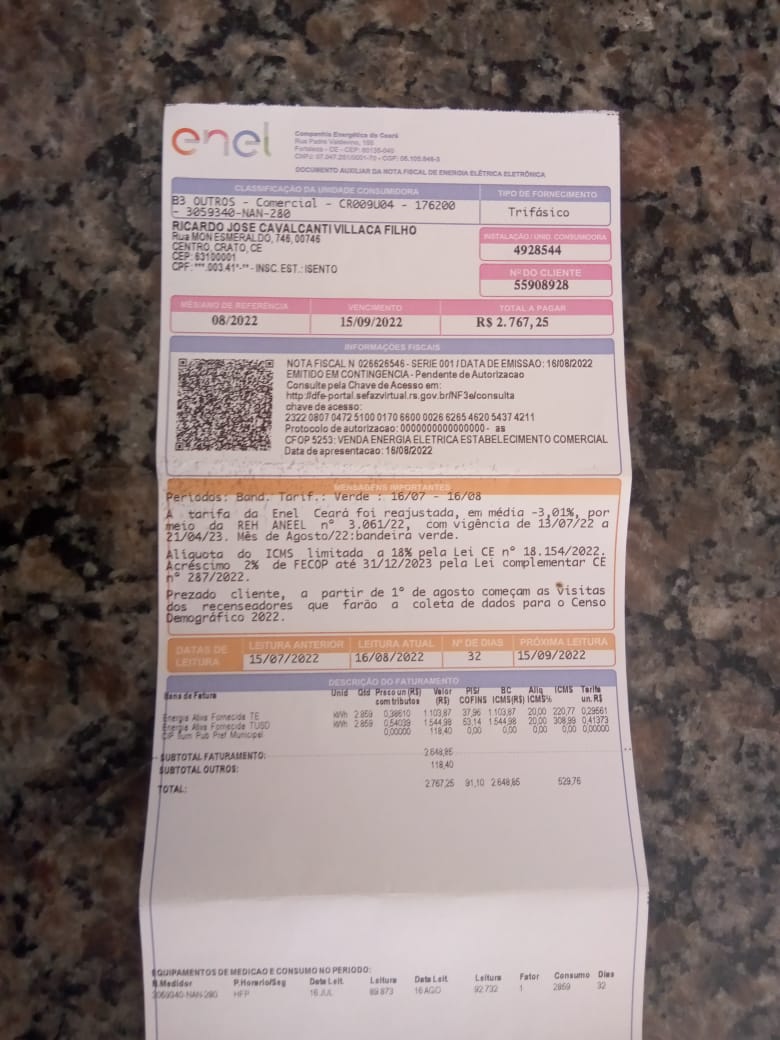 enel
Companhia Energética do Ceará
Rua Padre Valdevino, 150
Fortaleza - CE - CEP: 60135-040
CNPJ: 07.047.251/0001-70 - CGF: 06.105.848-3
DOCUMENTO AUXILIAR DA NOTA FISCAL DE ENERGIA ELÉTRICA ELETRÔNICA
CLASSIFICAÇÃO DA UNIDADE CONSUMIDORA
B3 OUTROS - Comercial - CR009U04 - 176200
- 3059340-NAN-280
TIPO DE FORNECIMENTO
Trifásico
RICARDO JOSE CAVALCANTI VILLACA FILHO
Rua MON ESMERALDO, 746, 00746
CENTRO, CRATO, CE
CEP: 63100001
CPF: ***.003.41*-** - INSC. EST.: ISENTO
INSTALAÇÃO / UNID. CONSUMIDORA
4928544
Nº DO CLIENTE
55908928
MÊS/ANO DE REFERÊNCIA VENCIMENTO TOTAL A PAGAR
08/2022 15/09/2022 R$ 2.767,25
INFORMAÇÕES FISCAIS
NOTA FISCAL N 026626546 - SERIE 001 / DATA DE EMISSAO: 16/08/2022
EMITIDO EM CONTINGENCIA - Pendente de Autorizacao
Consulte pela Chave de Acesso em:
http://dfe-portal.sefazvirtual.rs.gov.br/NF3e/consulta
chave de acesso:
2322 0807 0472 5100 0170 6600 0026 6265 4620 5437 4211
Protocolo de autorizacao: 0000000000000000 - as
CFOP 5253: VENDA ENERGIA ELETRICA ESTABELECIMENTO COMERCIAL
Data de apresentacao: 16/08/2022
MENSAGENS IMPORTANTES
Períodos: Band. Tarif.: Verde : 16/07 - 16/08
A tarifa da Enel Ceará foi reajustada, em média -3,01%, por
meio da REH ANEEL nº 3.061/22, com vigência de 13/07/22 a
21/04/23. Mês de Agosto/22:bandeira verde.
Alíquota do ICMS limitada a 18% pela Lei CE nº 18.154/2022.
Acréscimo 2% de FECOP até 31/12/2023 pela Lei complementar CE
nº 287/2022.
Prezado cliente, a partir de 1º de agosto começam as visitas
dos recenseadores que farão a coleta de dados para o Censo
Demográfico 2022.
DATAS DE LEITURA
LEITURA ANTERIOR LEITURA ATUAL Nº DE DIAS PRÓXIMA LEITURA
15/07/2022 16/08/2022 32 15/09/2022
DESCRIÇÃO DO FATURAMENTO
Itens de Fatura Unid Qtd Preco un (R$) com tributos Valor (R$) PIS/ COFINS BC ICMS(R$) Aliq ICMS% ICMS Tarifa un. R$
Energia Ativa Fornecida TE kWh 2.859 0,38610 1.103,87 37,96 1.103,87 20,00 220,77 0,29561
Energia Ativa Fornecida TUSD kWh 2.859 0,54039 1.544,98 53,14 1.544,98 20,00 308,99 0,41373
CIP Ilum Pub Pref Municipal 0,00000 118,40 0,00 0,00 0,00 0,00 0,00000
SUBTOTAL FATURAMENTO: 2.648,85
SUBTOTAL OUTROS: 118,40
TOTAL: 2.767,25 91,10 2.648,85 529,76
EQUIPAMENTOS DE MEDICAO E CONSUMO NO PERIODO:
N.Medidor P.Horario/Seg Data Leit. Leitura Data Leit. Leitura Fator Consumo Dias
3059340-NAN-280 HFP 16 JUL 89.873 16 AGO 92.732 1 2859 32